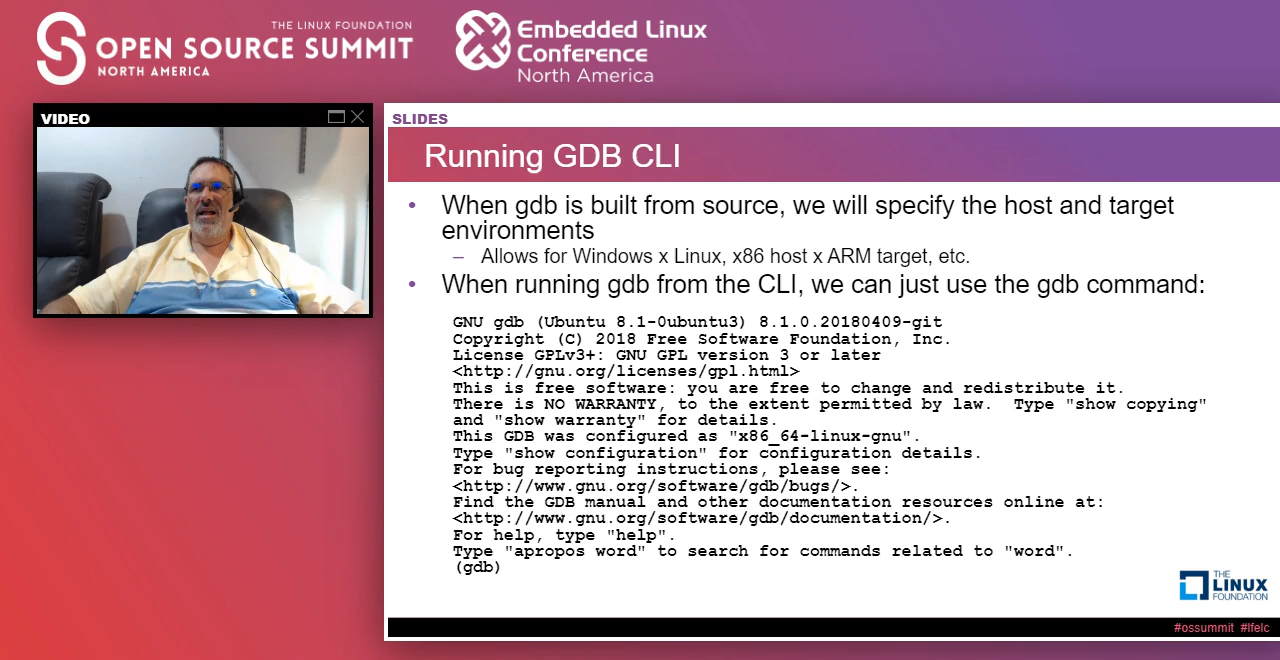 THE LINUX FOUNDATION
OPEN SOURCE SUMMIT
NORTH AMERICA
Embedded Linux
Conference
North America
VIDEO
SLIDES
Running GDB CLI
• When gdb is built from source, we will specify the host and target
environments
– Allows for Windows x Linux, x86 host x ARM target, etc.
• When running gdb from the CLI, we can just use the gdb command:
GNU gdb (Ubuntu 8.1-0ubuntu3) 8.1.0.20180409-git
Copyright (C) 2018 Free Software Foundation, Inc.
License GPLv3+: GNU GPL version 3 or later
<http://gnu.org/licenses/gpl.html>
This is free software: you are free to change and redistribute it.
There is NO WARRANTY, to the extent permitted by law.  Type "show copying"
and "show warranty" for details.
This GDB was configured as "x86_64-linux-gnu".
Type "show configuration" for configuration details.
For bug reporting instructions, please see:
<http://www.gnu.org/software/gdb/bugs/>.
Find the GDB manual and other documentation resources online at:
<http://www.gnu.org/software/gdb/documentation/>.
For help, type "help".
Type "apropos word" to search for commands related to "word".
(gdb)
THE
LINUX
FOUNDATION
#ossummit #lfelc